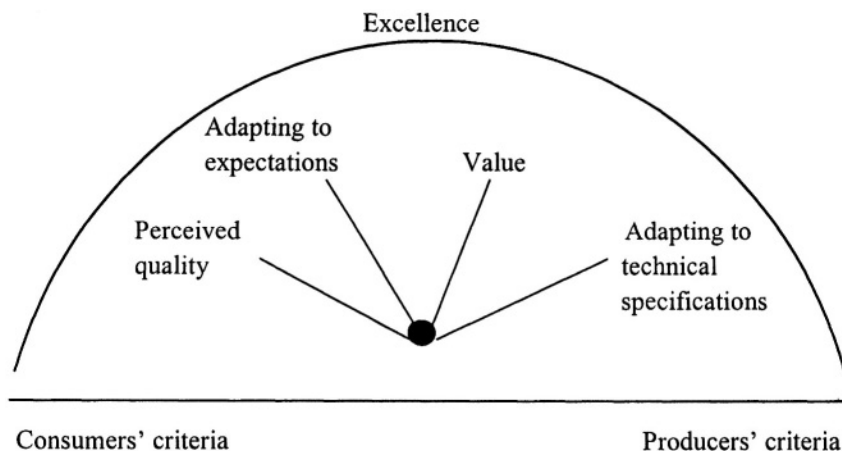 Excellence
Adapting to
expectations
Value
Perceived
quality
Adapting to
technical
specifications
Consumers’ criteria
Producers’ criteria